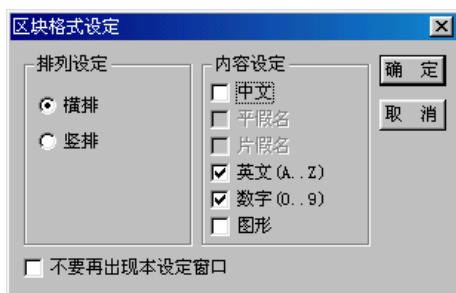 区块格式设定
排列设定
横排
竖排
内容设定
中文
平假名
片假名
英文(A..Z)
数字(0..9)
图形
确 定
取 消
不要再出现本设定窗口